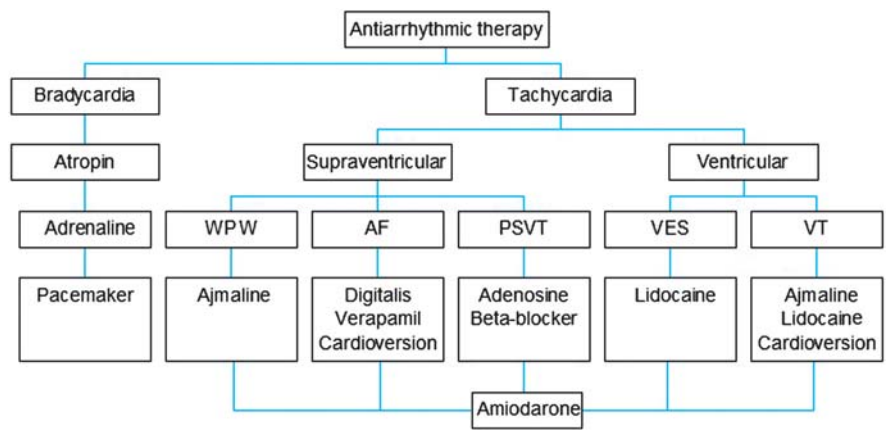 Antiarrhythmic therapy
Bradycardia
Tachycardia
Atropin
Supraventricular
Ventricular
Adrenaline
WPW
AF
PSVT
VES
VT
Pacemaker
Ajmaline
Digitalis
Verapamil
Cardioversion
Adenosine
Beta-blocker
Lidocaine
Ajmaline
Lidocaine
Cardioversion
Amiodarone